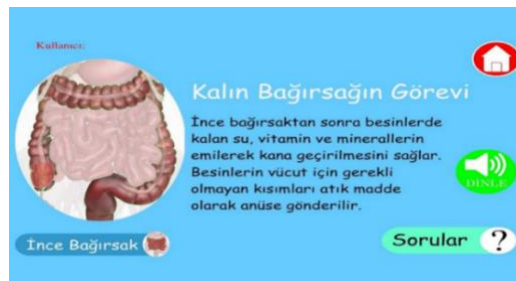 Kullanıcı:
Kalın Bağırsağın Görevi
İnce bağırsaktan sonra besinlerde
kalan su, vitamin ve minerallerin
emilerek kana geçirilmesini sağlar.
Besinlerin vücut için gerekli
olmayan kısımları atık madde
olarak anüse gönderilir.
DİNLE
İnce Bağırsak
Sorular ?